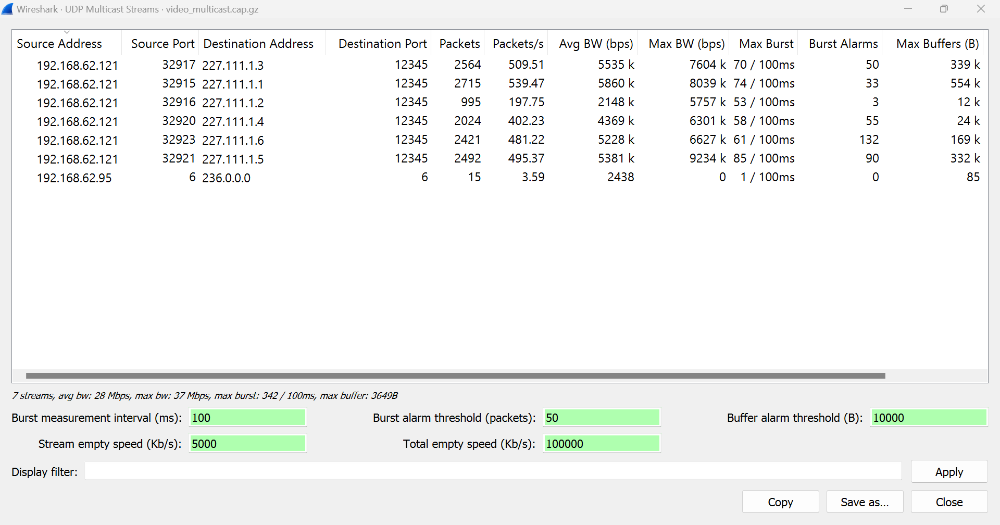 Wireshark · UDP Multicast Streams · video_multicast.cap.gz
Source Address Source Port Destination Address Destination Port Packets Packets/s Avg BW (bps) Max BW (bps) Max Burst Burst Alarms Max Buffers (B)
192.168.62.121 32917 227.111.1.3 12345 2564 509.51 5535 k 7604 k 70 / 100ms 50 339 k
192.168.62.121 32915 227.111.1.1 12345 2715 539.47 5860 k 8039 k 74 / 100ms 33 554 k
192.168.62.121 32916 227.111.1.2 12345 995 197.75 2148 k 5757 k 53 / 100ms 3 12 k
192.168.62.121 32920 227.111.1.4 12345 2024 402.23 4369 k 6301 k 58 / 100ms 55 24 k
192.168.62.121 32923 227.111.1.6 12345 2421 481.22 5228 k 6627 k 61 / 100ms 132 169 k
192.168.62.121 32921 227.111.1.5 12345 2492 495.37 5381 k 9234 k 85 / 100ms 90 332 k
192.168.62.95 6 236.0.0.0 6 15 3.59 2438 0 1 / 100ms 0 85
7 streams, avg bw: 28 Mbps, max bw: 37 Mbps, max burst: 342 / 100ms, max buffer: 3649B
Burst measurement interval (ms): 100 Burst alarm threshold (packets): 50 Buffer alarm threshold (B): 10000
Stream empty speed (Kb/s): 5000 Total empty speed (Kb/s): 100000
Display filter: Apply
Copy Save as... Close